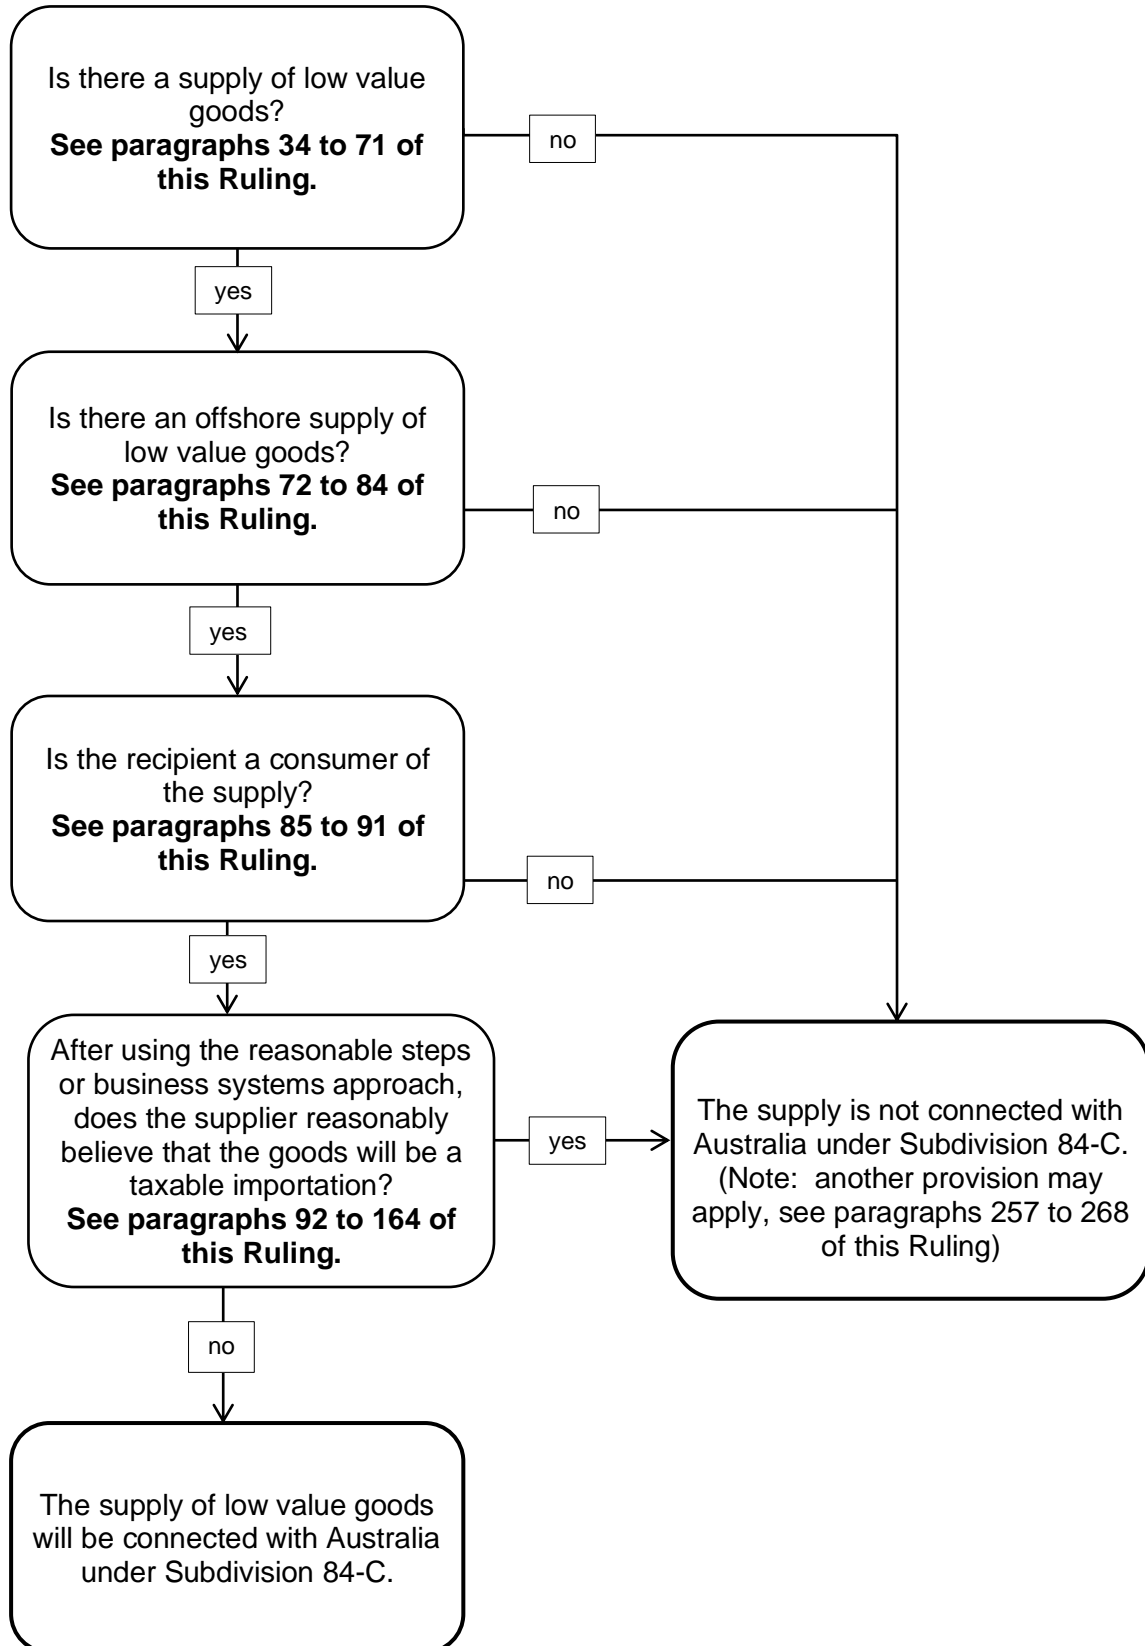 Is there a supply of low value
goods?
See paragraphs 34 to 71 of
this Ruling.
no
yes
Is there an offshore supply of
low value goods?
See paragraphs 72 to 84 of
this Ruling.
no
yes
Is the recipient a consumer of
the supply?
See paragraphs 85 to 91 of
this Ruling.
no
yes
After using the reasonable steps
or business systems approach,
does the supplier reasonably
believe that the goods will be a
taxable importation?
See paragraphs 92 to 164 of
this Ruling.
yes
The supply is not connected with
Australia under Subdivision 84-C.
(Note:  another provision may
apply, see paragraphs 257 to 268
of this Ruling)
no
The supply of low value goods
will be connected with Australia
under Subdivision 84-C.